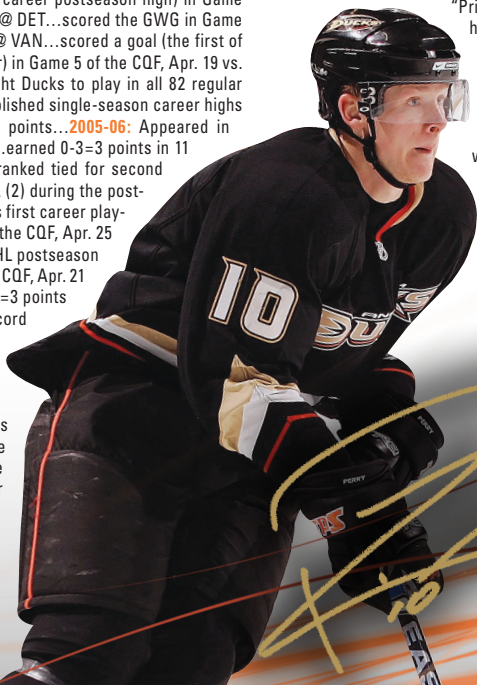 career postseason high) in Game
@ DET...scored the GWG in Game
@ VAN...scored a goal (the first of
r) in Game 5 of the CQF, Apr. 19 vs.
ht Ducks to play in all 82 regular
blished single-season career highs
points...2005-06: Appeared in
..earned 0-3=3 points in 11
ranked tied for second
(2) during the post-
s first career play-
the CQF, Apr. 25
HL postseason
CQF, Apr. 21
=3 points
cord
s
e
e
r
"Pri
h
w
DUCKS
10
DUCKS
PERRY
PERRY
10
EAS